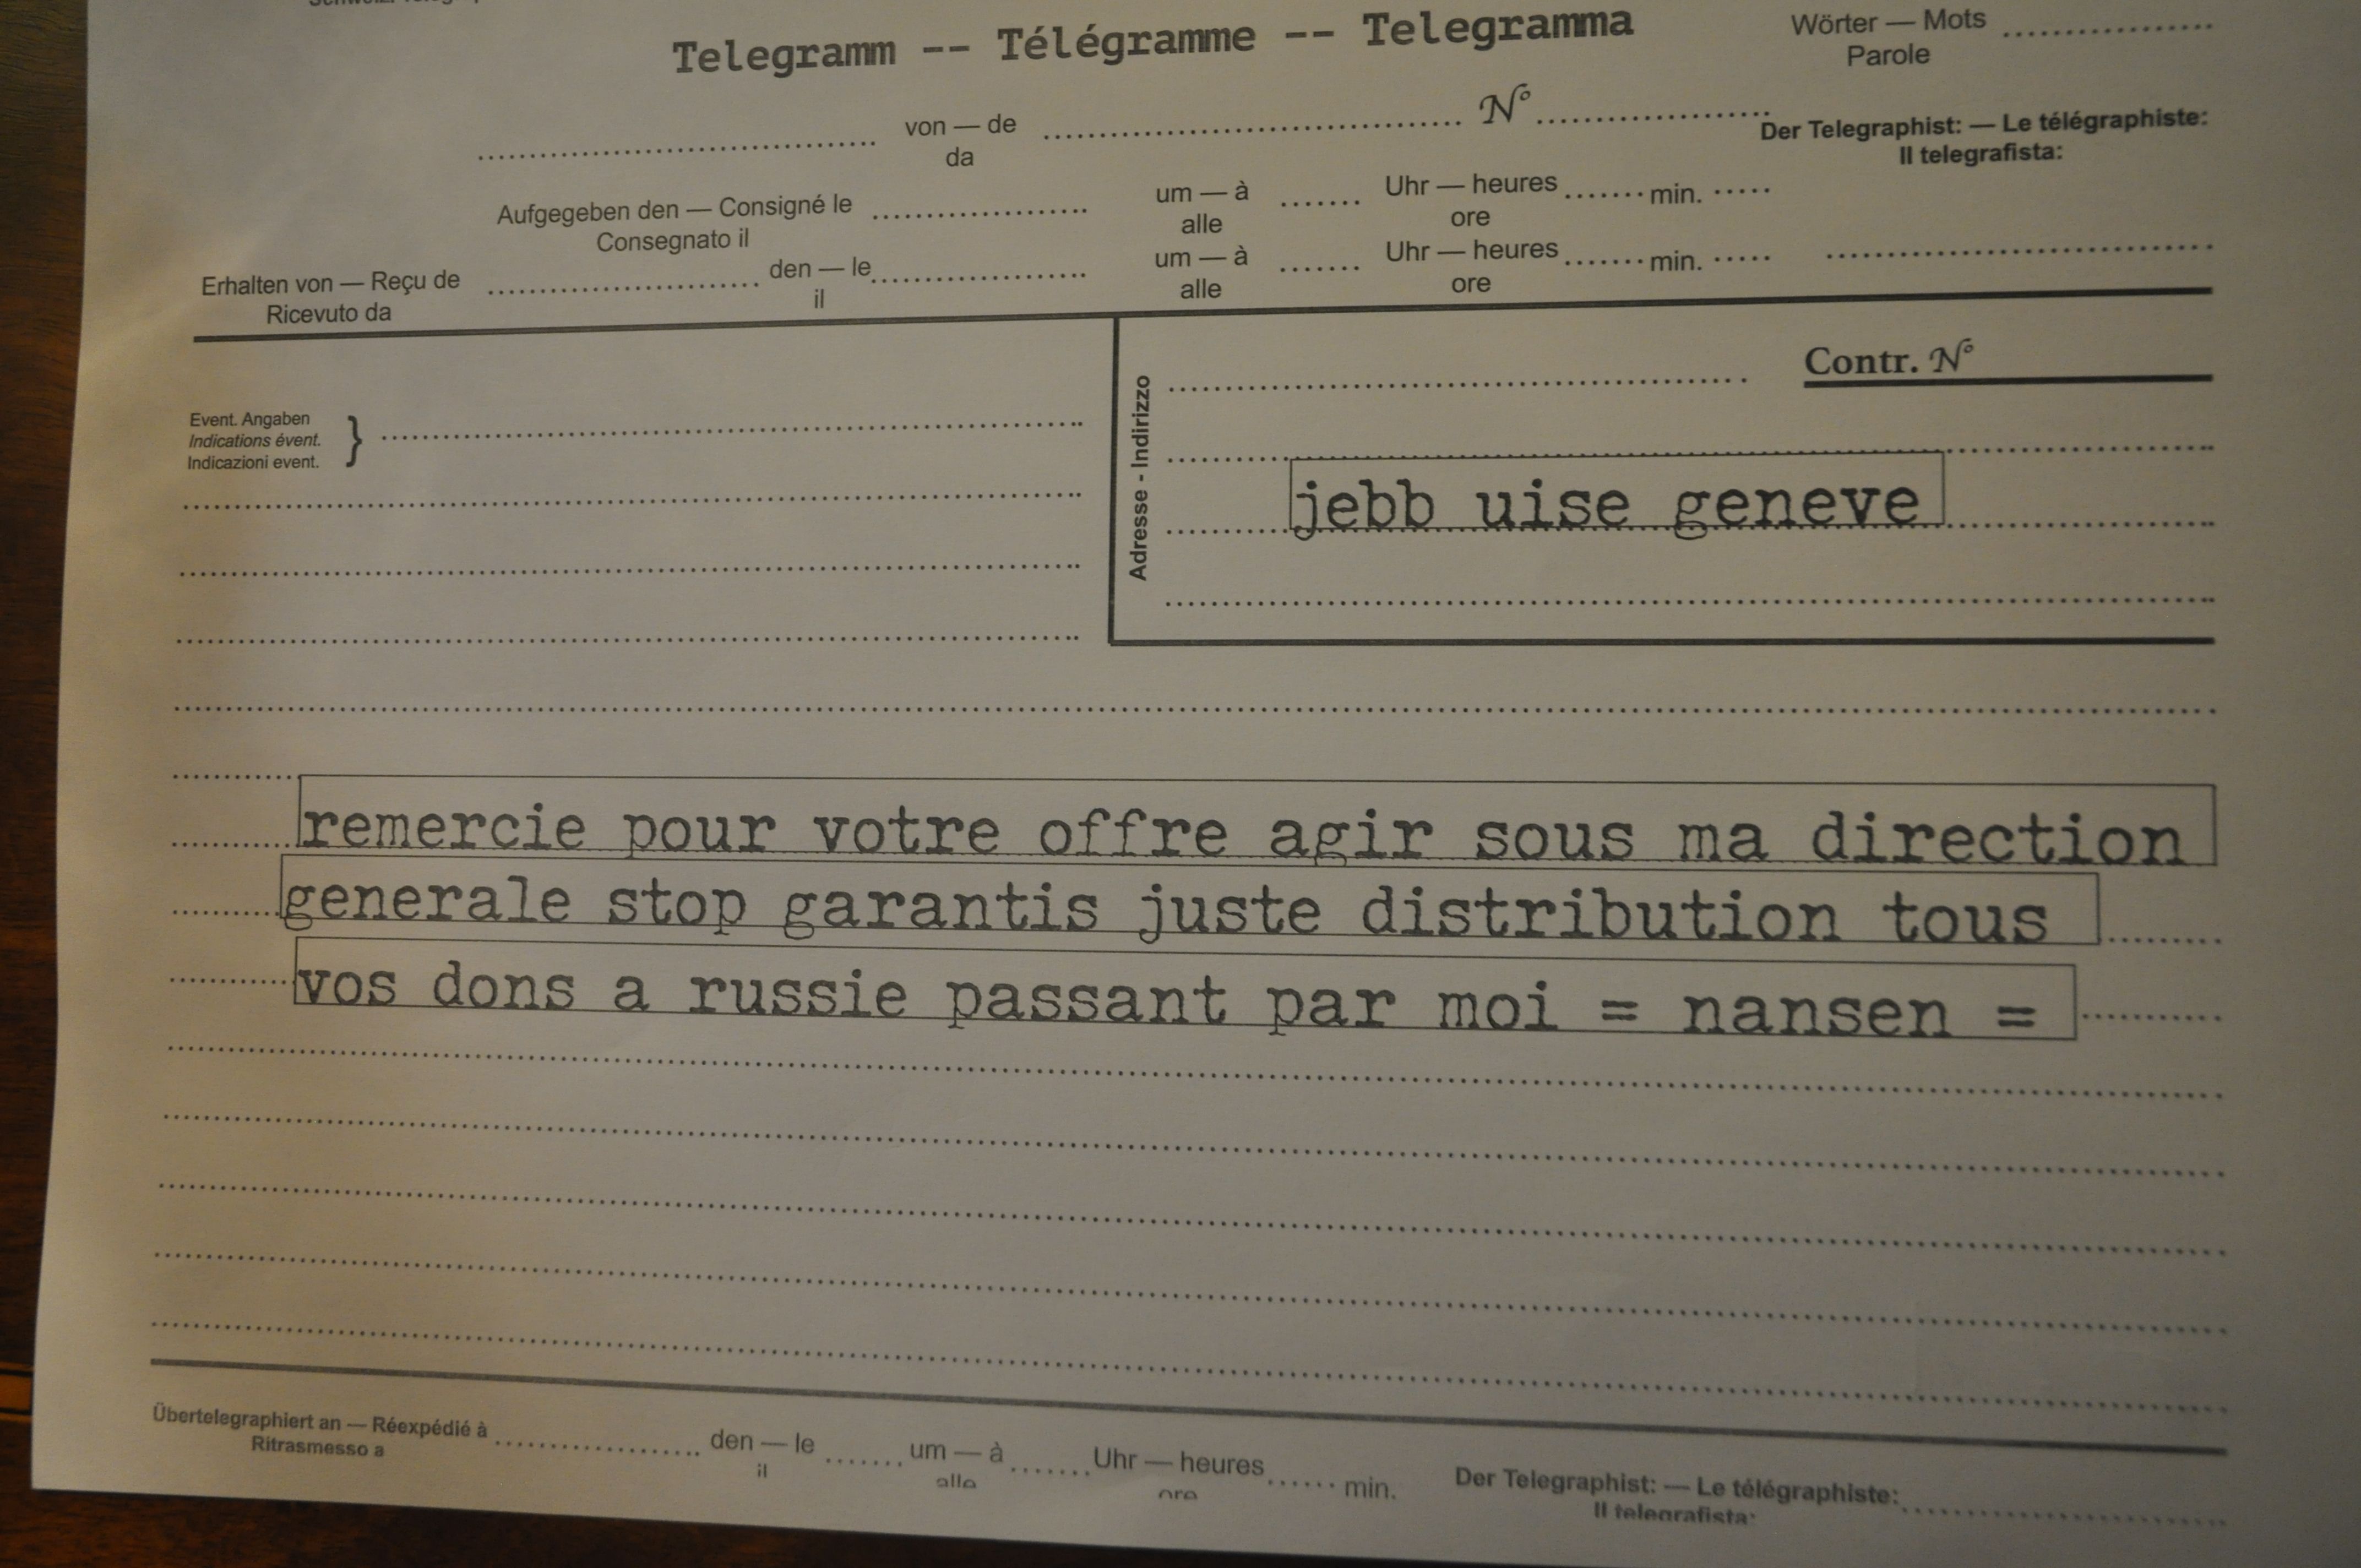 Telegramm -- Télégramme -- Telegramma
Wörter — Mots
Parole
von — de
da
N°
Der Telegraphist: — Le télégraphiste:
Il telegrafista:
Aufgegeben den — Consigné le
Consegnato il
um — à
alle
Uhr — heures
ore
min.
Erhalten von — Reçu de
Ricevuto da
den — le
il
um — à
alle
Uhr — heures
ore
min.
Contr. N°
Event. Angaben
Indications évent.
Indicazioni event.
}
Adresse - Indirizzo
jebb uise geneve
remercie pour votre offre agir sous ma direction
generale stop garantis juste distribution tous
vos dons a russie passant par moi = nansen =
Übertelegraphiert an — Réexpédié à
Ritrasmesso a
den — le
il
um — à
alle
Uhr — heures
ore
min.
Der Telegraphist: — Le télégraphiste:
Il telegrafista: